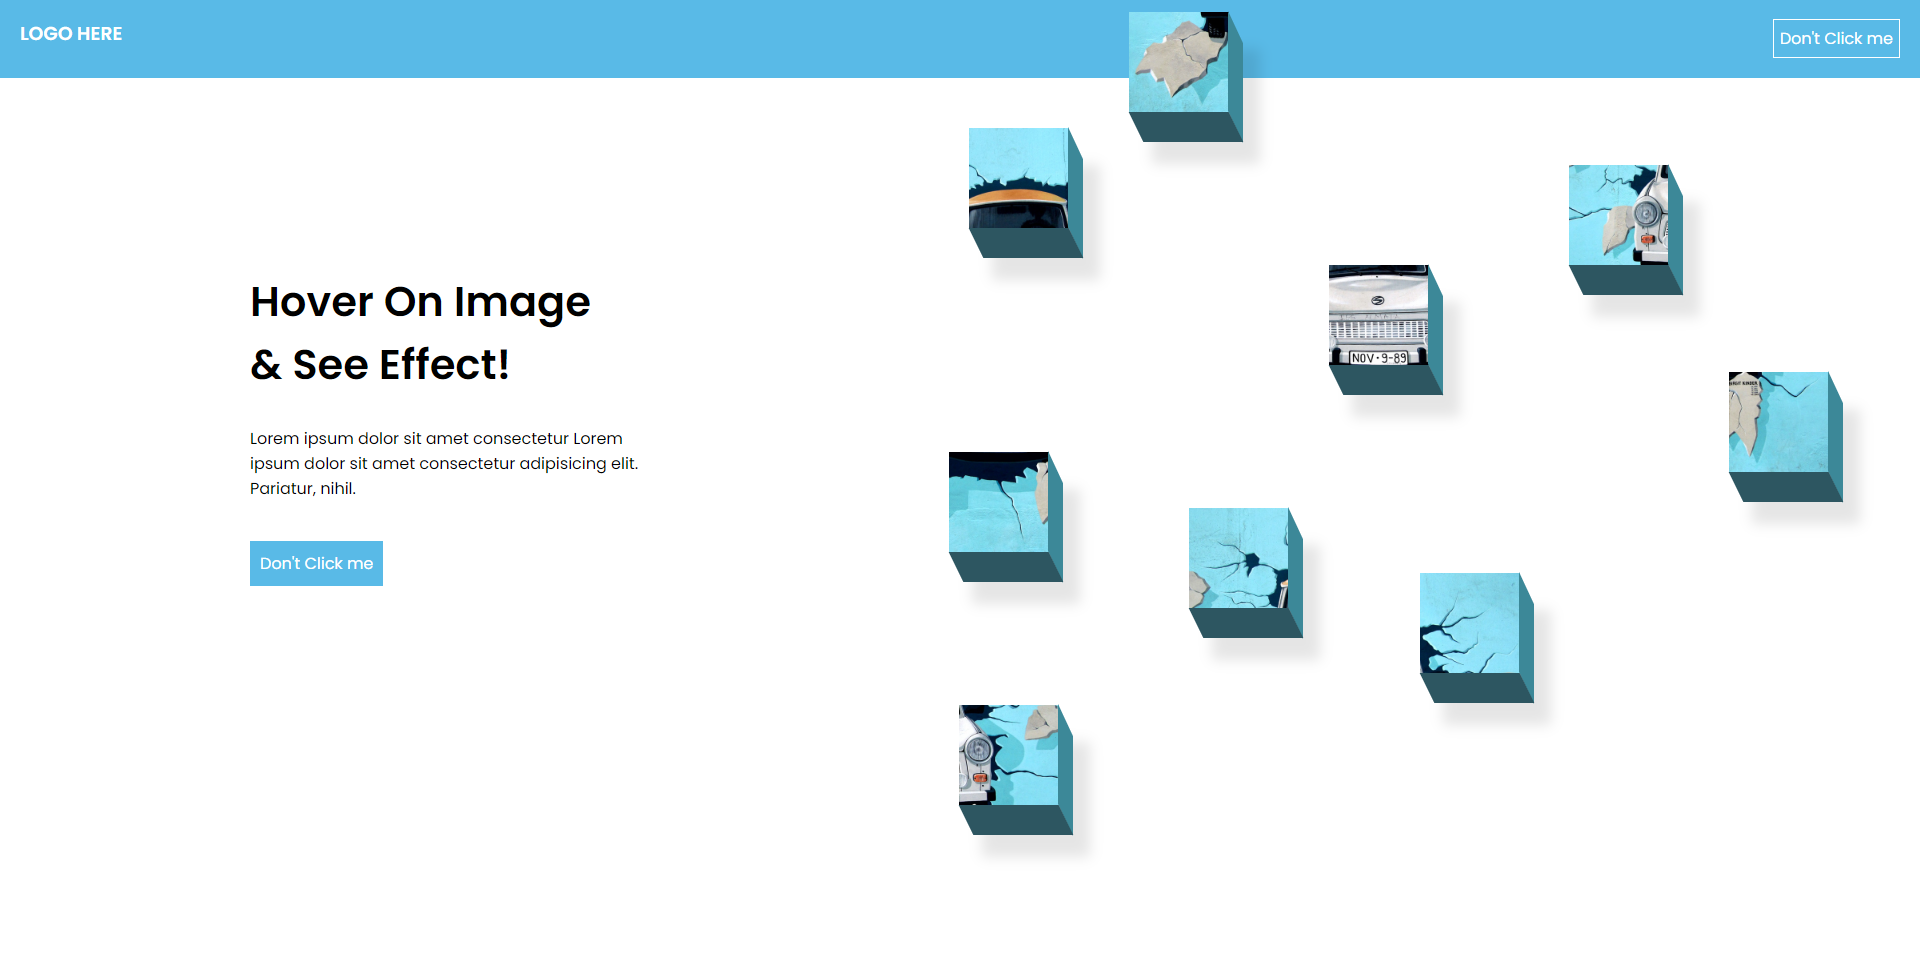 LOGO HERE
Don't Click me
Hover On Image
& See Effect!
Lorem ipsum dolor sit amet consectetur Lorem
ipsum dolor sit amet consectetur adipisicing elit.
Pariatur, nihil.
Don't Click me
NOV•9-89